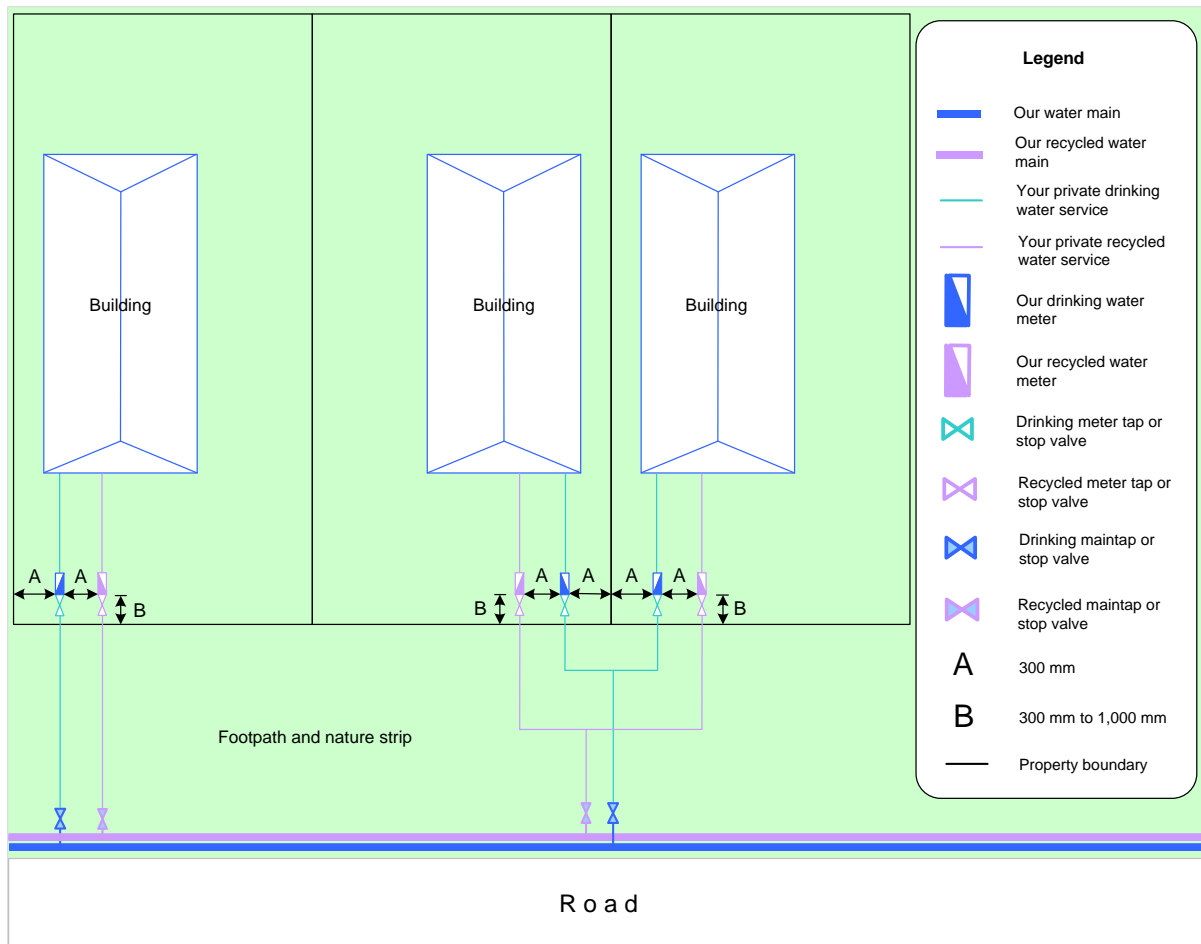 Building
Building
Building
A
A
B
B
A
A
A
A
B
Footpath and nature strip
Road
Legend
Our water main
Our recycled water
main
Your private drinking
water service
Your private recycled
water service
Our drinking water
meter
Our recycled water
meter
Drinking meter tap or
stop valve
Recycled meter tap or
stop valve
Drinking maintap or
stop valve
Recycled maintap or
stop valve
A 300 mm
B 300 mm to 1,000 mm
Property boundary